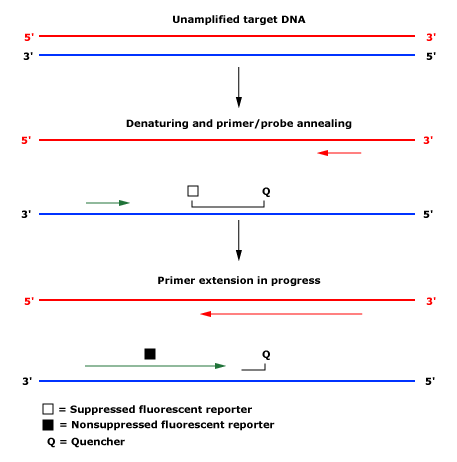 Unamplified target DNA
5' 3'
3' 5'
Denaturing and primer/probe annealing
5' 3'
Q
3' 5'
Primer extension in progress
5' 3'
Q
3' 5'
= Suppressed fluorescent reporter
= Nonsuppressed fluorescent reporter
Q = Quencher